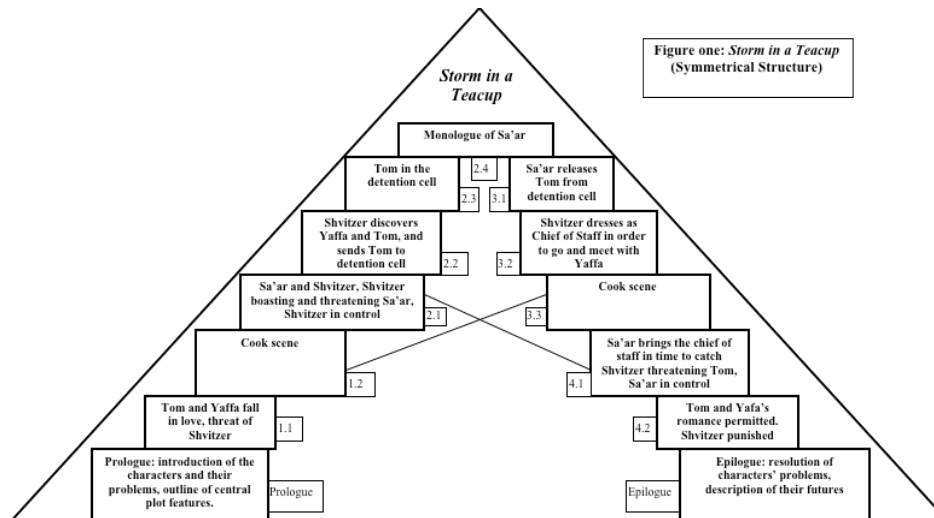 Figure one: Storm in a Teacup
(Symmetrical Structure)
Storm in a
Teacup
Monologue of Sa'ar
2.4
Tom in the
detention cell
2.3
Sa'ar releases
Tom from
detention cell
3.1
Shvitzer discovers
Yaffa and Tom, and
sends Tom to
detention cell
2.2
Shvitzer dresses as
Chief of Staff in order
to go and meet with
Yaffa
3.2
Sa'ar and Shvitzer, Shvitzer
boasting and threatening Sa'ar,
Shvitzer in control
2.1
Cook scene
3.3
Cook scene
1.2
Sa'ar brings the chief of
staff in time to catch
Shvitzer threatening Tom,
Sa'ar in control
4.1
Tom and Yaffa fall
in love, threat of
Shvitzer
1.1
Tom and Yafa's
romance permitted.
Shvitzer punished
4.2
Prologue: introduction of the
characters and their
problems, outline of central
plot features.
Prologue
Epilogue: resolution of
characters' problems,
description of their futures
Epilogue